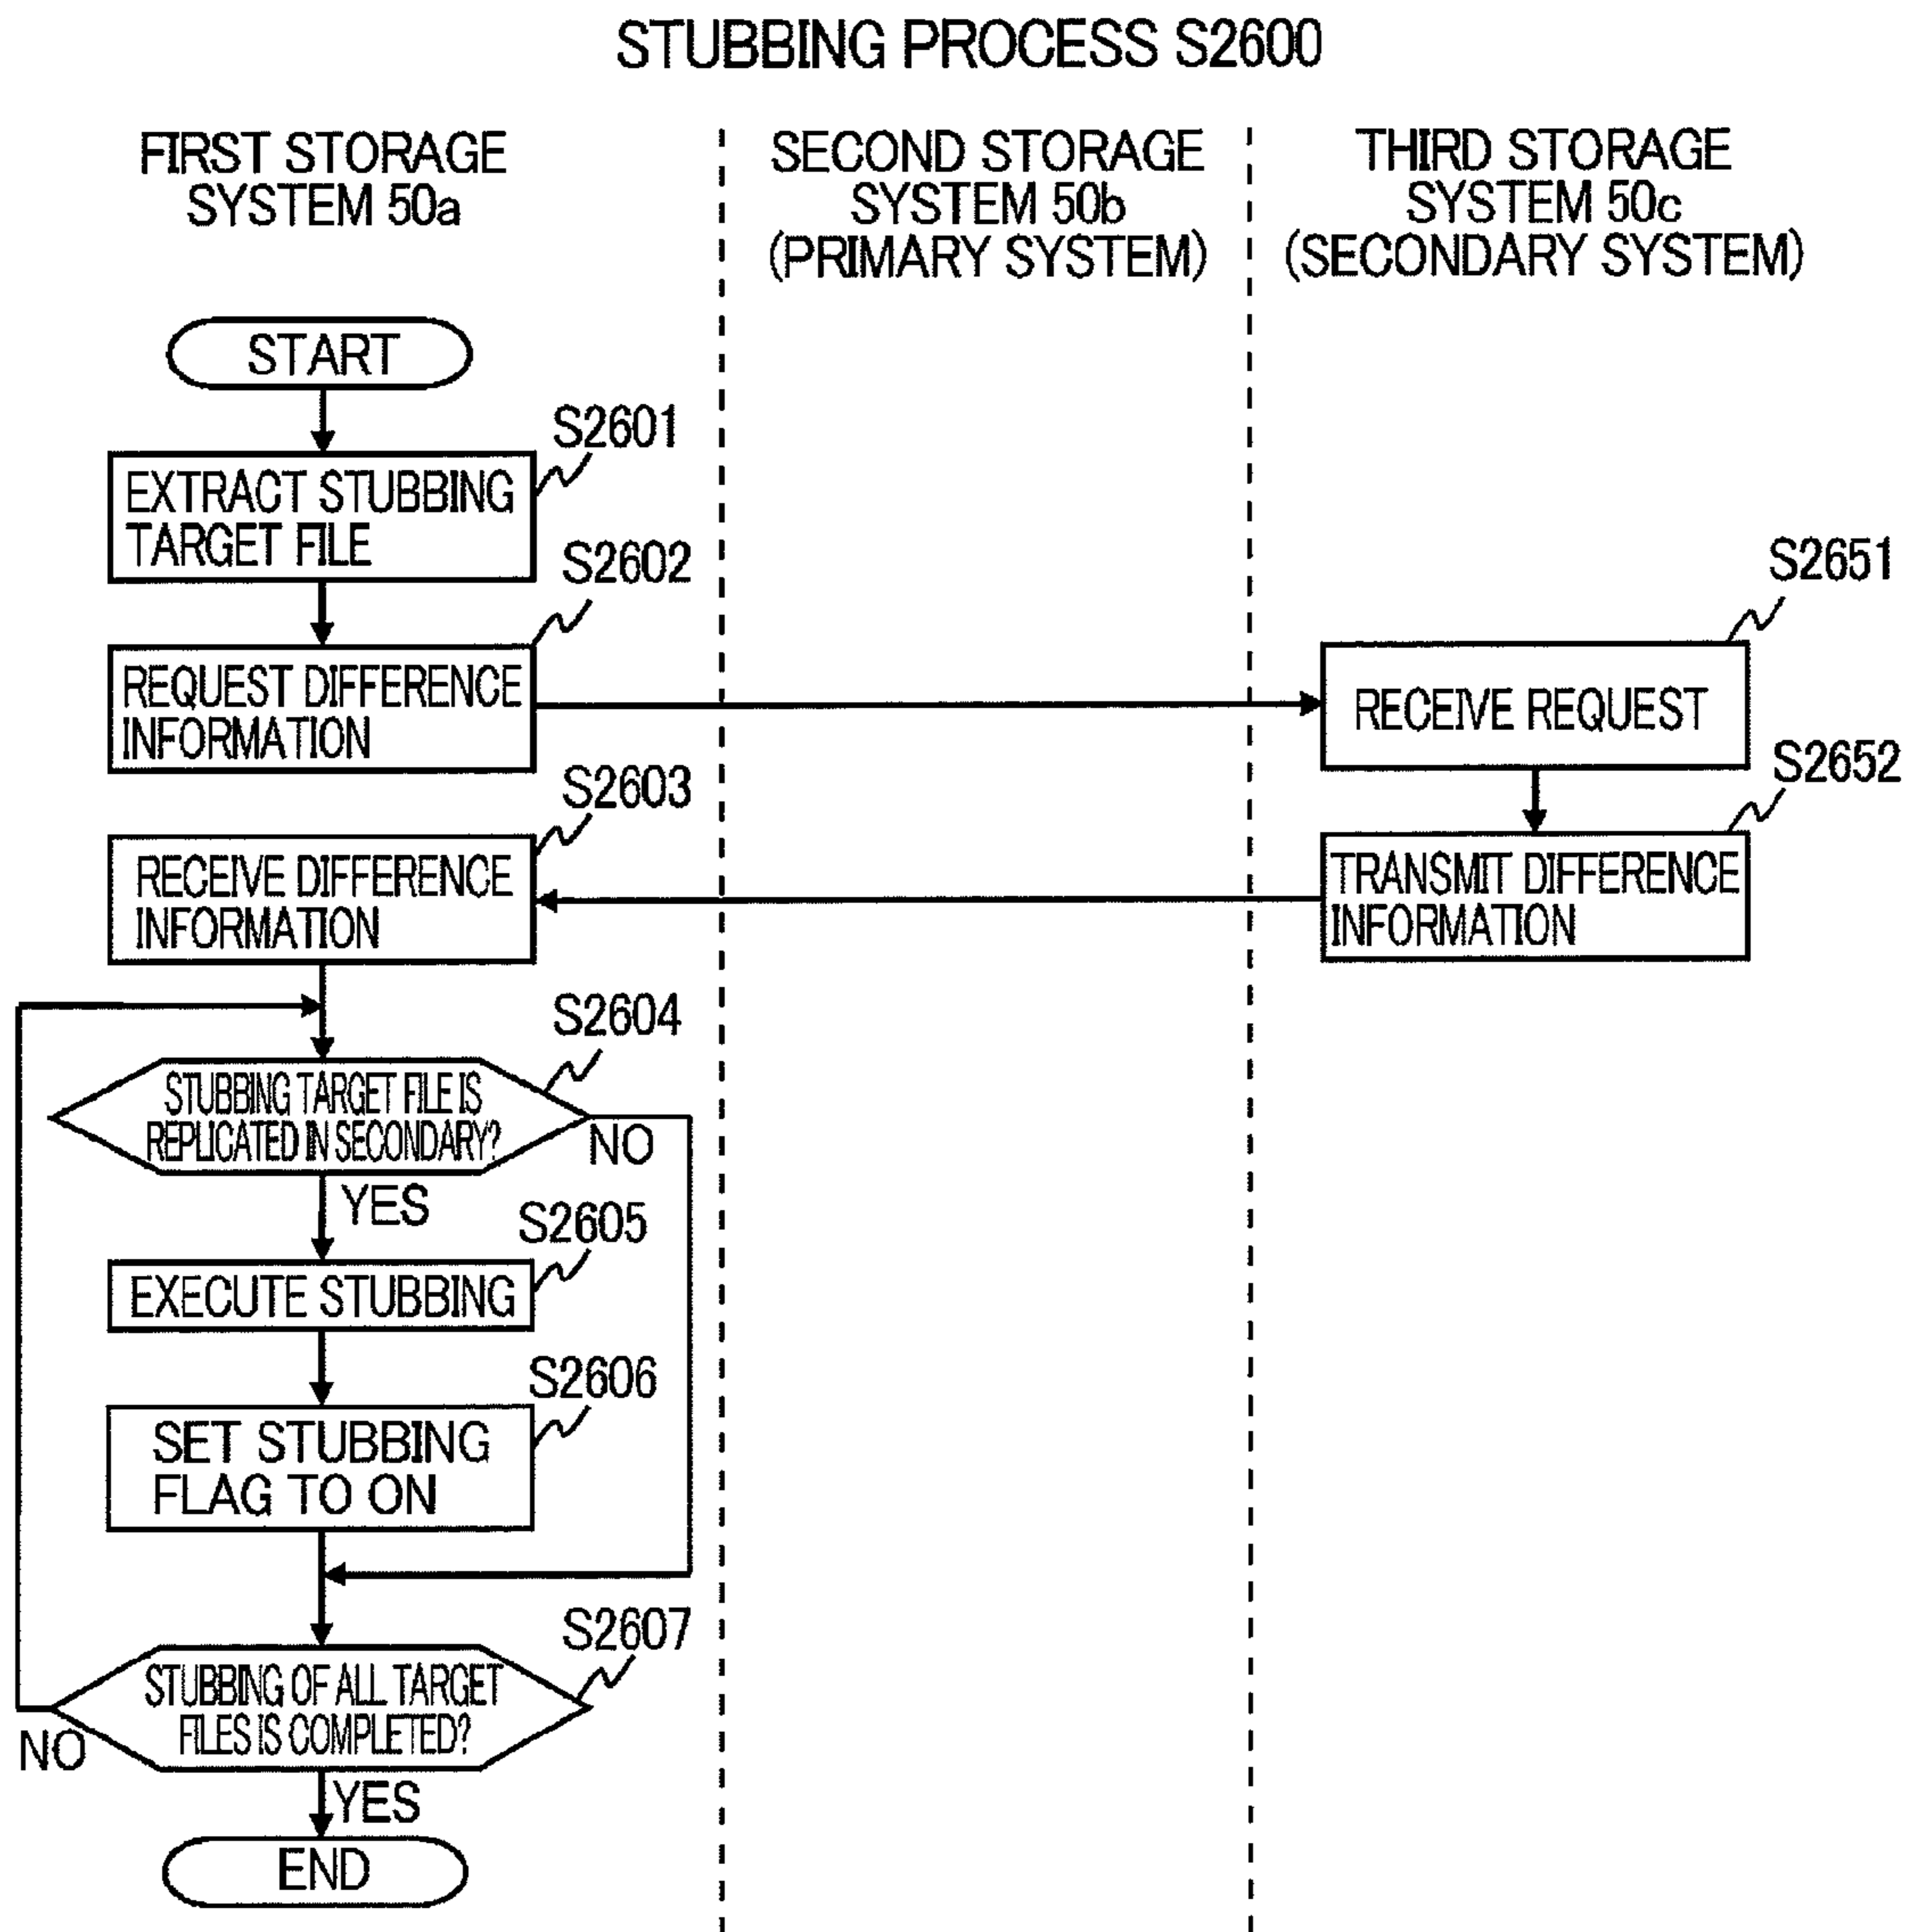 STUBBING PROCESS S2600
FIRST STORAGE
SYSTEM 50a
SECOND STORAGE
SYSTEM 50b
(PRIMARY SYSTEM)
THIRD STORAGE
SYSTEM 50c
(SECONDARY SYSTEM)
START
S2601
EXTRACT STUBBING
TARGET FILE
S2602
REQUEST DIFFERENCE
INFORMATION
S2651
RECEIVE REQUEST
S2603
RECEIVE DIFFERENCE
INFORMATION
S2652
TRANSMIT DIFFERENCE
INFORMATION
S2604
STUBBING TARGET FILE IS
REPLICATED IN SECONDARY?
NO
YES
S2605
EXECUTE STUBBING
S2606
SET STUBBING
FLAG TO ON
S2607
STUBBING OF ALL TARGET
FILES IS COMPLETED?
NO
YES
END